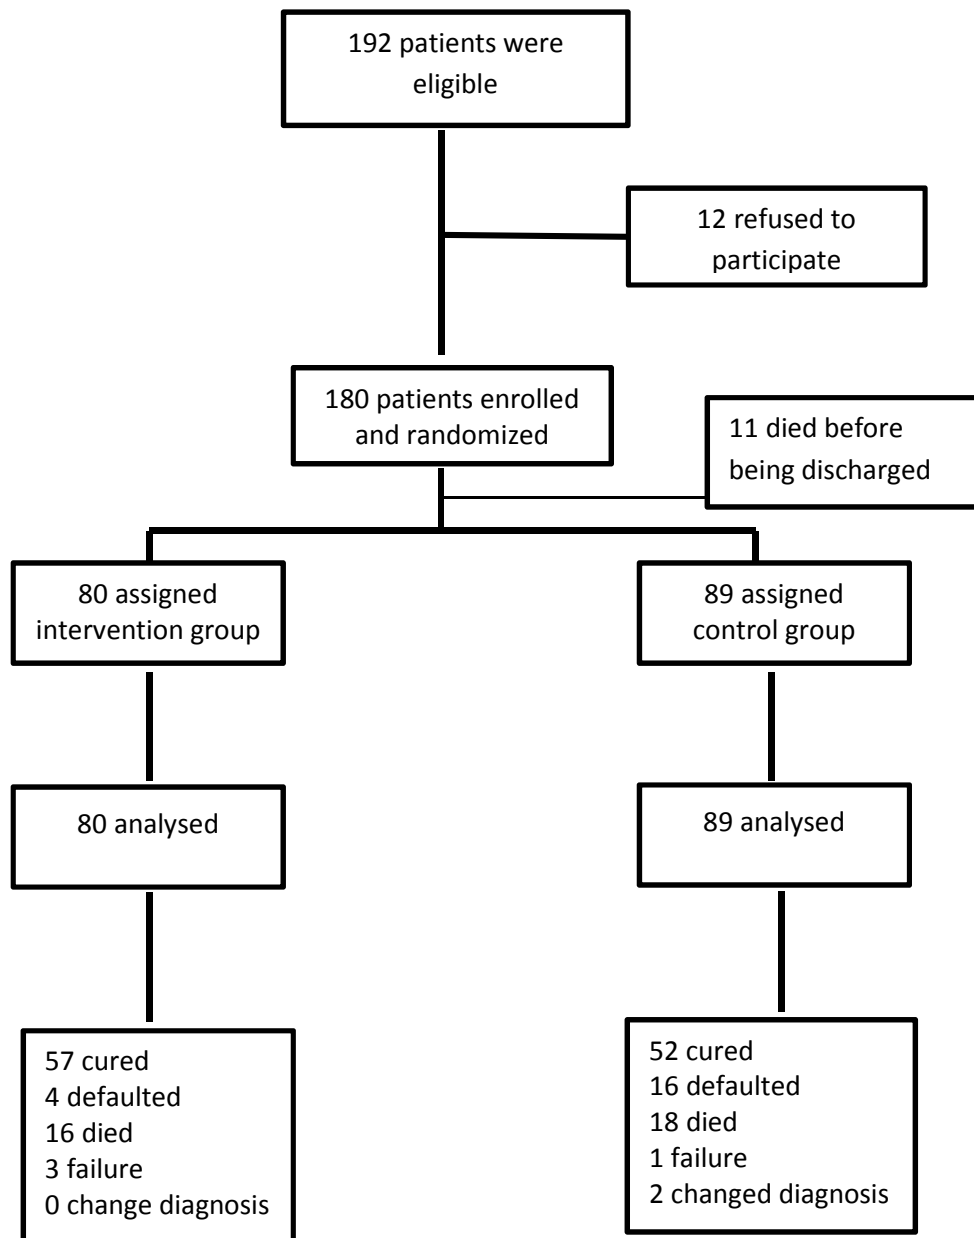 192 patients were
eligible
12 refused to
participate
180 patients enrolled
and randomized
11 died before
being discharged
80 assigned
intervention group
89 assigned
control group
80 analysed
89 analysed
57 cured
4 defaulted
16 died
3 failure
0 change diagnosis
52 cured
16 defaulted
18 died
1 failure
2 changed diagnosis